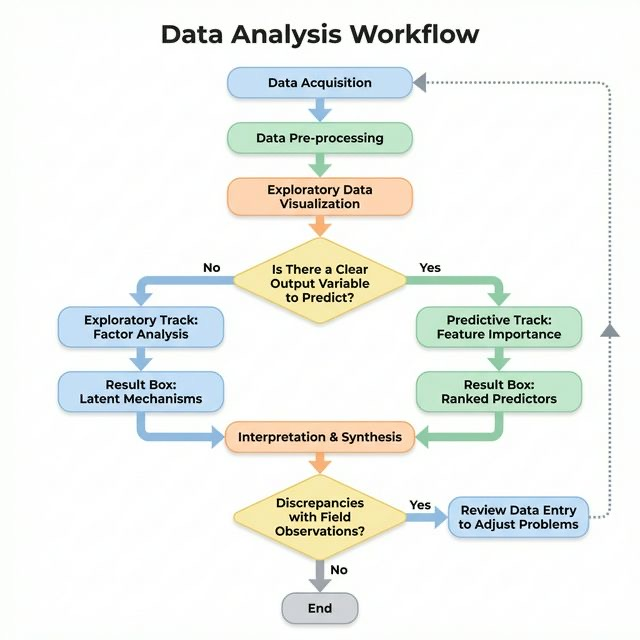 Data Analysis Workflow
Data Acquisition
Data Pre-processing
Exploratory Data
Visualization
Is There a Clear
Output Variable
to Predict?
No
Yes
Exploratory Track:
Factor Analysis
Predictive Track:
Feature Importance
Result Box:
Latent Mechanisms
Result Box:
Ranked Predictors
Interpretation & Synthesis
Discrepancies
with Field
Observations?
Yes
Review Data Entry
to Adjust Problems
No
End